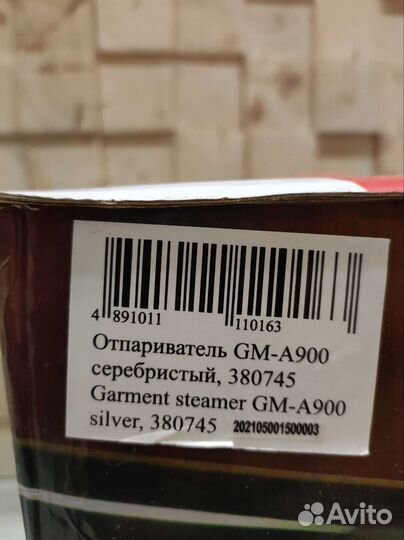 4 891011 110163
Отпариватель GM-A900
серебристый, 380745
Garment steamer GM-A900
silver, 380745 202105001500003
Avito